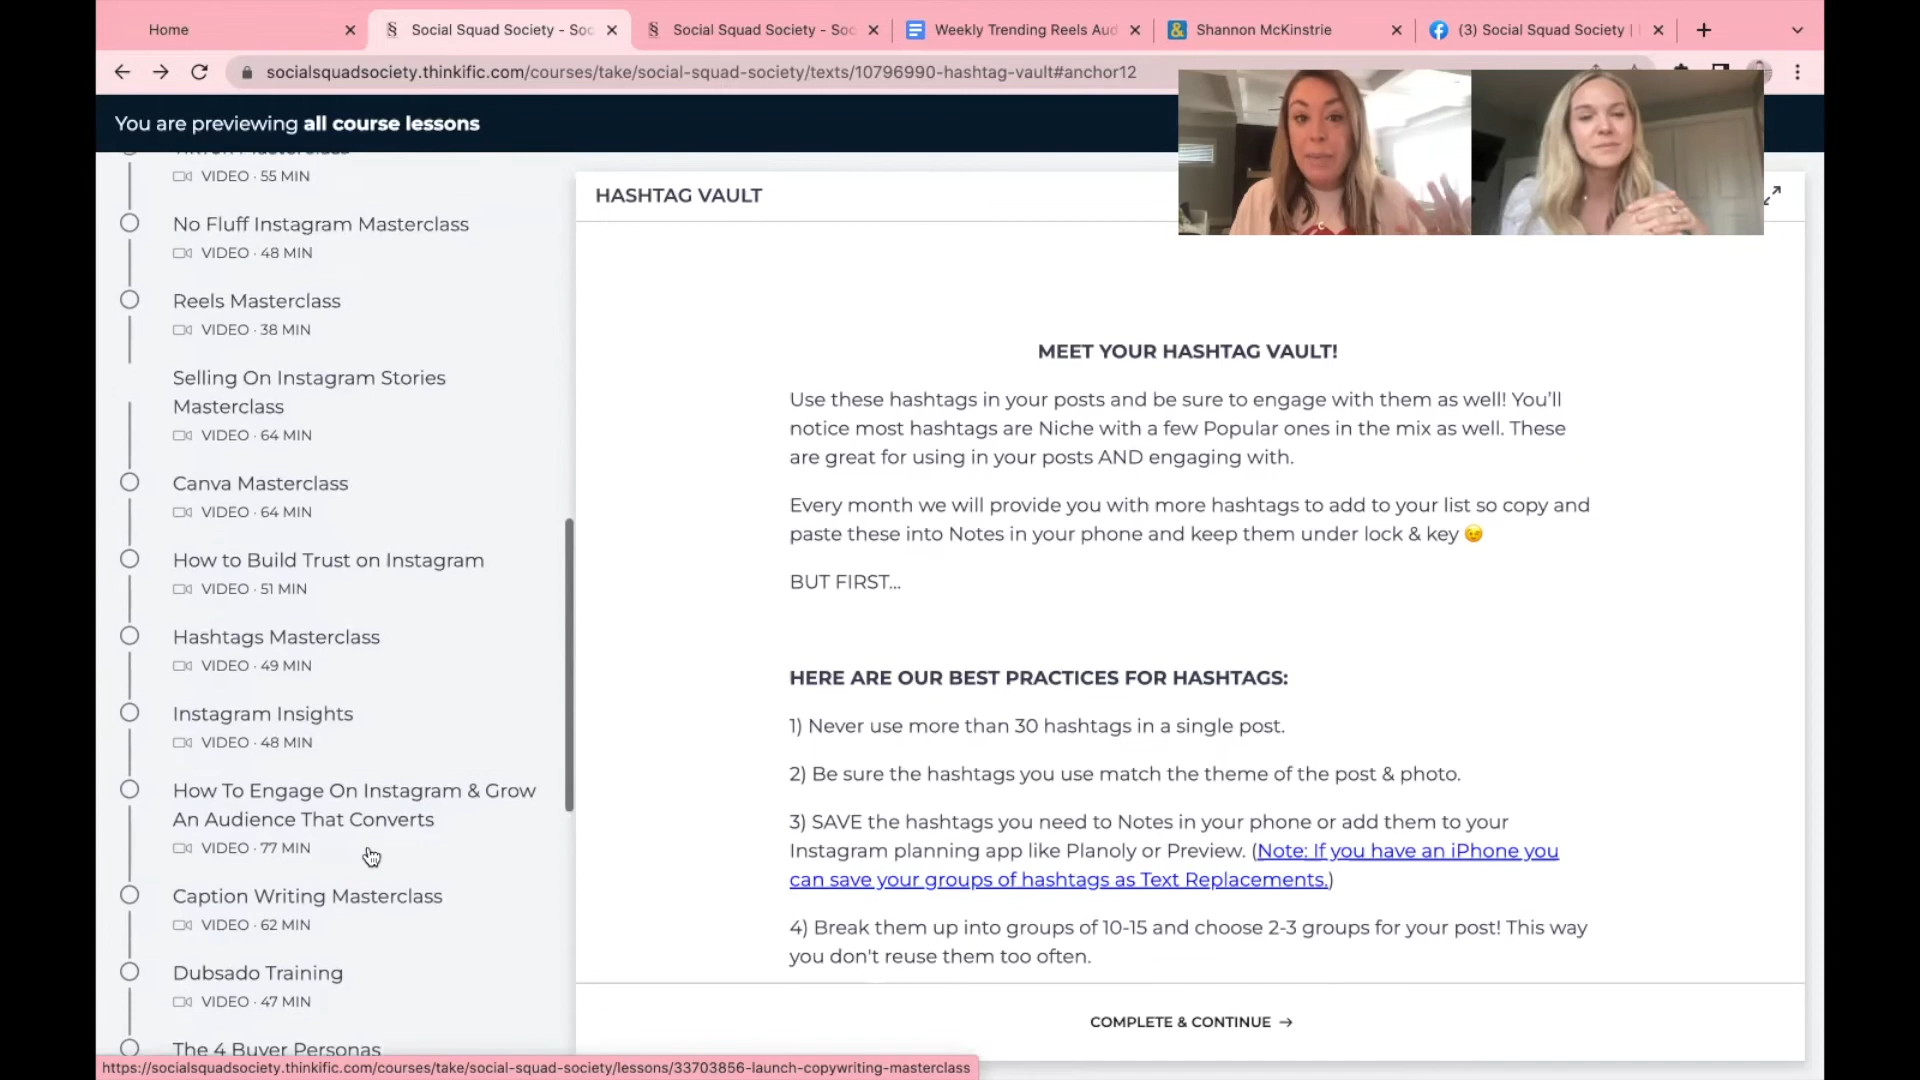 Home
Social Squad Society - Soc
Social Squad Society - Soc
Weekly Trending Reels Aud
Shannon McKinstrie
(3) Social Squad Society |
socialsquadsociety.thinkific.com/courses/take/social-squad-society/texts/10796990-hashtag-vault#anchor12
You are previewing all course lessons
VIDEO · 55 MIN
No Fluff Instagram Masterclass
VIDEO · 48 MIN
Reels Masterclass
VIDEO · 38 MIN
Selling On Instagram Stories
Masterclass
VIDEO · 64 MIN
Canva Masterclass
VIDEO · 64 MIN
How to Build Trust on Instagram
VIDEO · 51 MIN
Hashtags Masterclass
VIDEO · 49 MIN
Instagram Insights
VIDEO · 48 MIN
How To Engage On Instagram & Grow
An Audience That Converts
VIDEO · 77 MIN
Caption Writing Masterclass
VIDEO · 62 MIN
Dubsado Training
VIDEO · 47 MIN
The 4 Buyer Personas
HASHTAG VAULT
MEET YOUR HASHTAG VAULT!
Use these hashtags in your posts and be sure to engage with them as well! You'll
notice most hashtags are Niche with a few Popular ones in the mix as well. These
are great for using in your posts AND engaging with.
Every month we will provide you with more hashtags to add to your list so copy and
paste these into Notes in your phone and keep them under lock & key 😉
BUT FIRST...
HERE ARE OUR BEST PRACTICES FOR HASHTAGS:
1) Never use more than 30 hashtags in a single post.
2) Be sure the hashtags you use match the theme of the post & photo.
3) SAVE the hashtags you need to Notes in your phone or add them to your
Instagram planning app like Planoly or Preview. (Note: If you have an iPhone you
can save your groups of hashtags as Text Replacements.)
4) Break them up into groups of 10-15 and choose 2-3 groups for your post! This way
you don't reuse them too often.
COMPLETE & CONTINUE →
https://socialsquadsociety.thinkific.com/courses/take/social-squad-society/lessons/33703856-launch-copywriting-masterclass